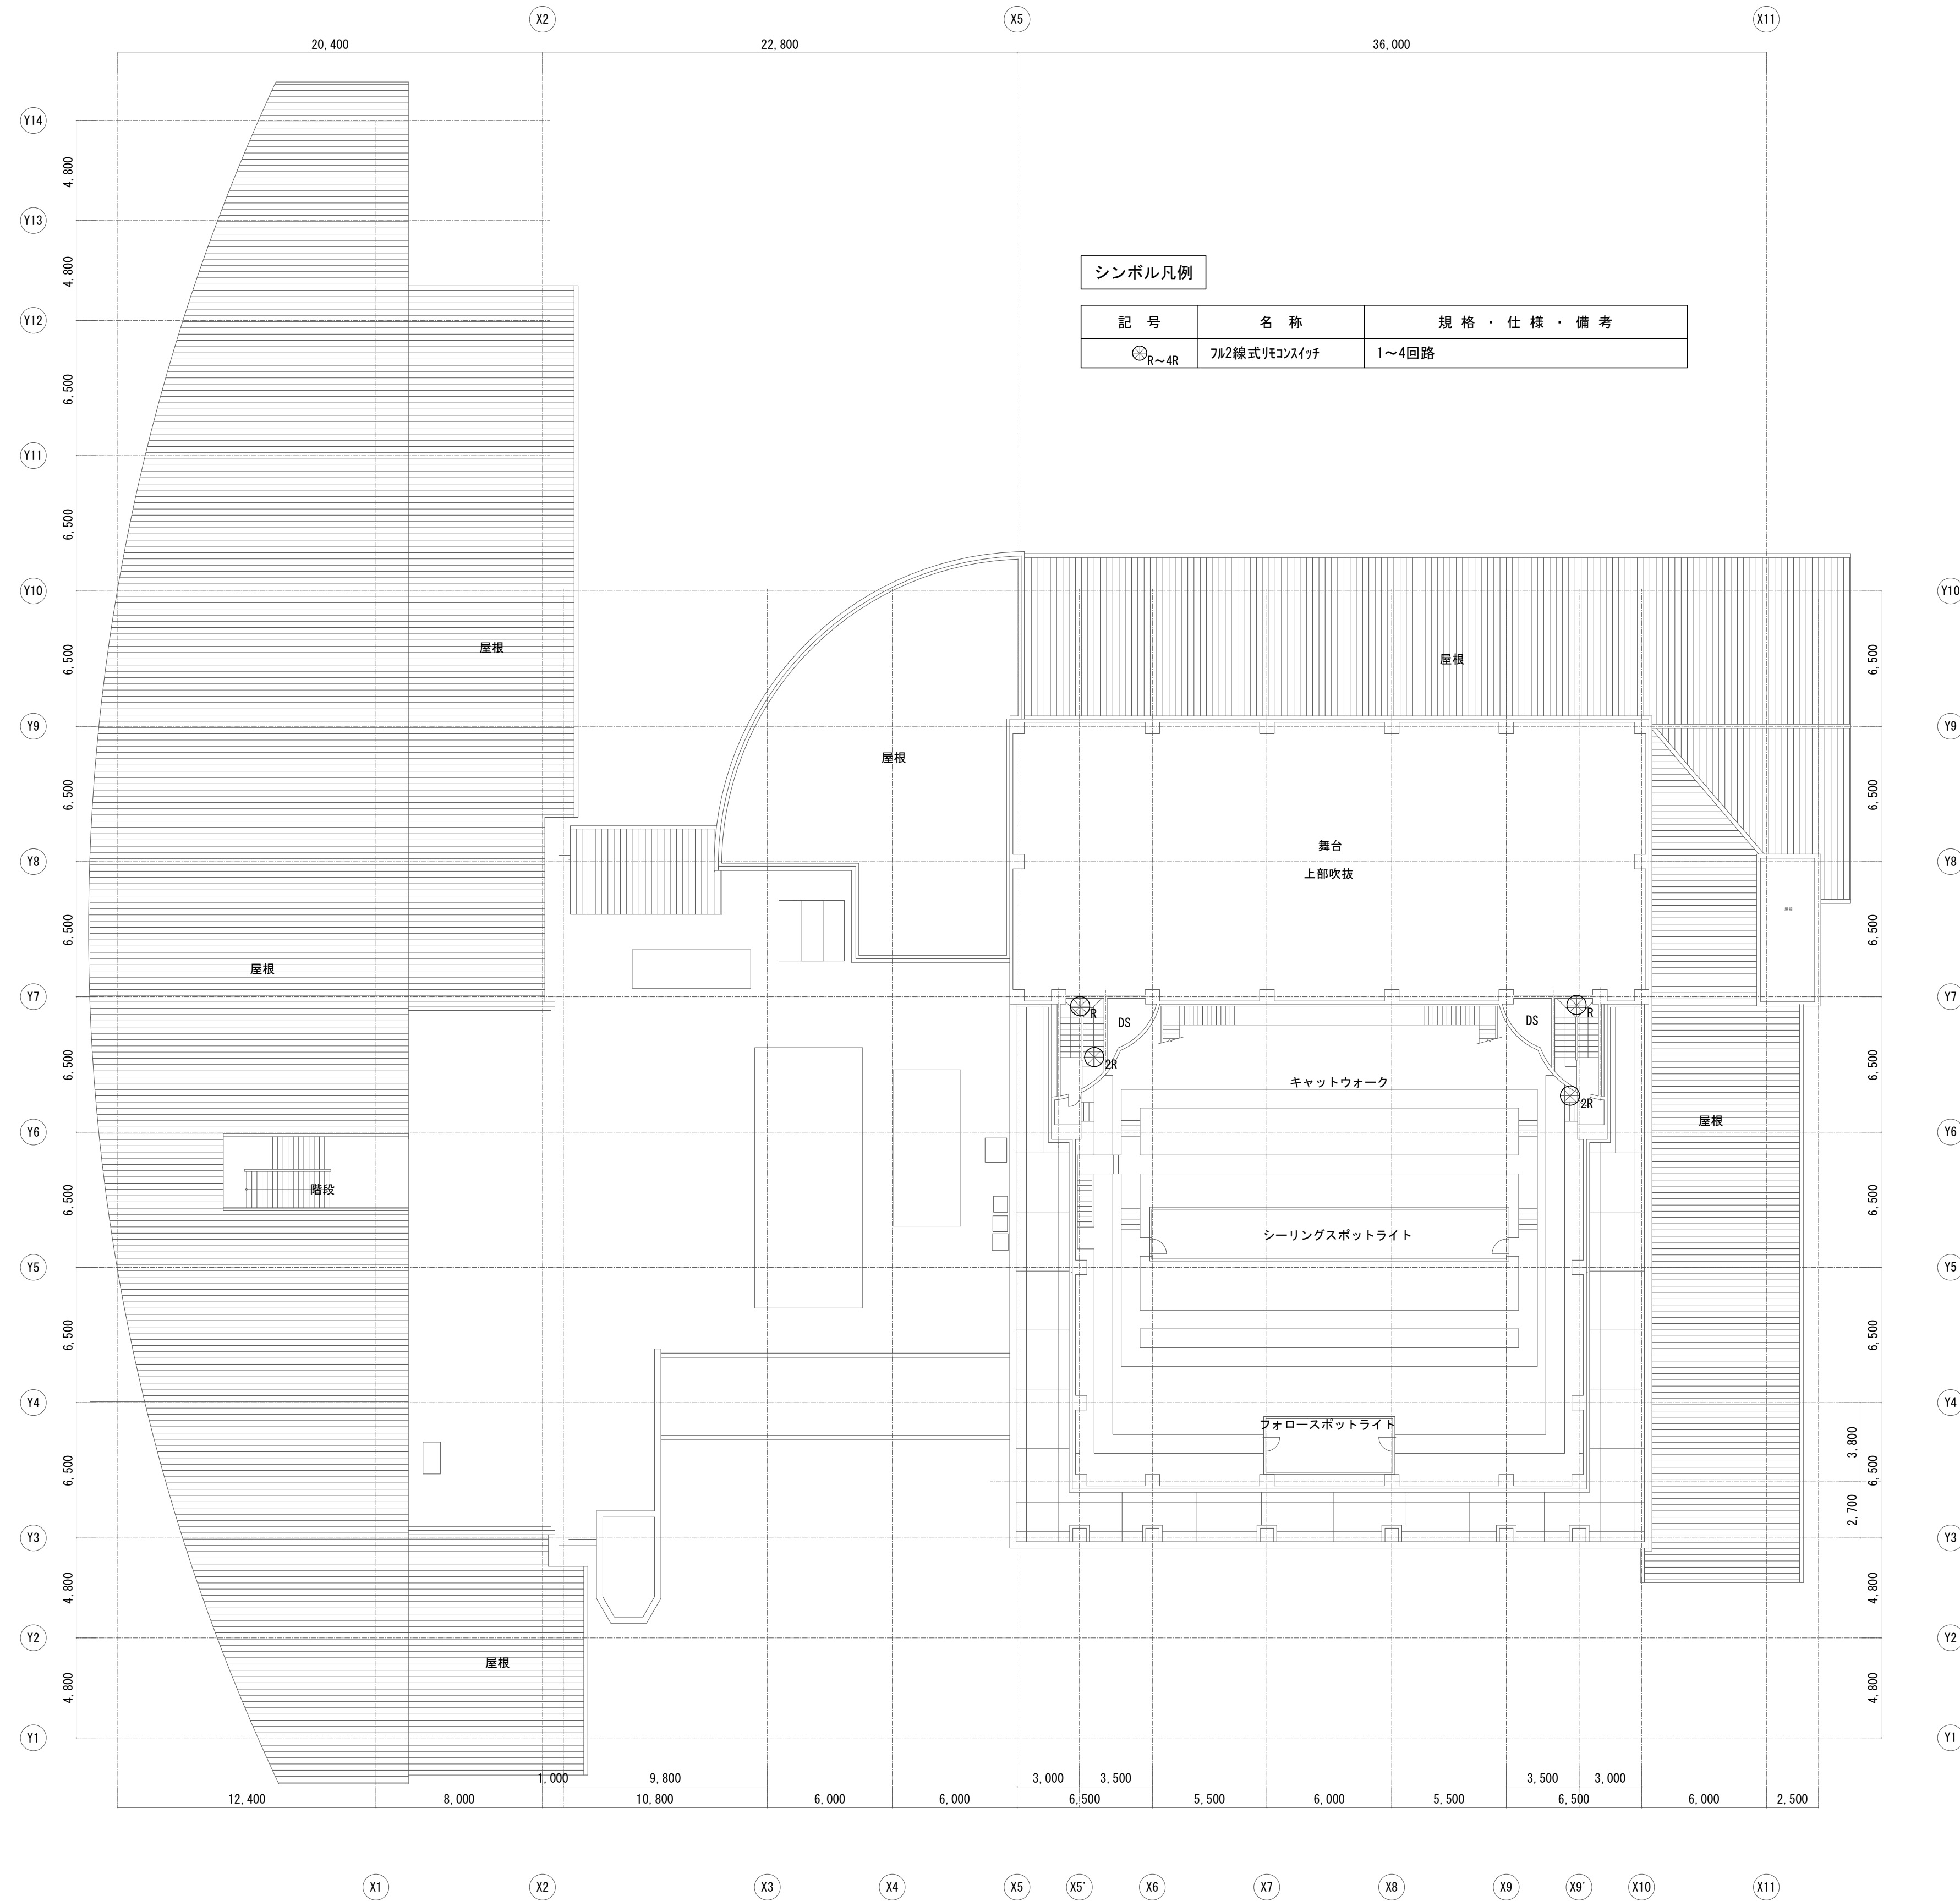 X2
X5
X11
20,400
22,800
36,000
Y14
4,800
Y13
4,800
Y12
6,500
Y11
6,500
Y10
6,500
Y9
6,500
Y8
6,500
Y7
6,500
Y6
6,500
Y5
6,500
Y4
6,500
Y3
4,800
Y2
4,800
Y1
シンボル凡例
記 号
名 称
規 格 ・ 仕 様 ・ 備 考
R～4R
フル2線式リモコンスイッチ
1～4回路
屋根
屋根
屋根
舞台
上部吹抜
屋根
R
DS
2R
DS
R
2R
キャットウォーク
屋根
階段
シーリングスポットライト
フォロースポットライト
屋根
Y10
6,500
Y9
6,500
Y8
6,500
Y7
6,500
Y6
6,500
Y5
6,500
Y4
3,800
6,500
2,700
Y3
4,800
Y2
4,800
Y1
1,000
9,800
3,000
3,500
3,500
3,000
12,400
8,000
10,800
6,000
6,000
6,500
5,500
6,000
5,500
6,500
6,000
2,500
X1
X2
X3
X4
X5
X5'
X6
X7
X8
X9
X9'
X10
X11